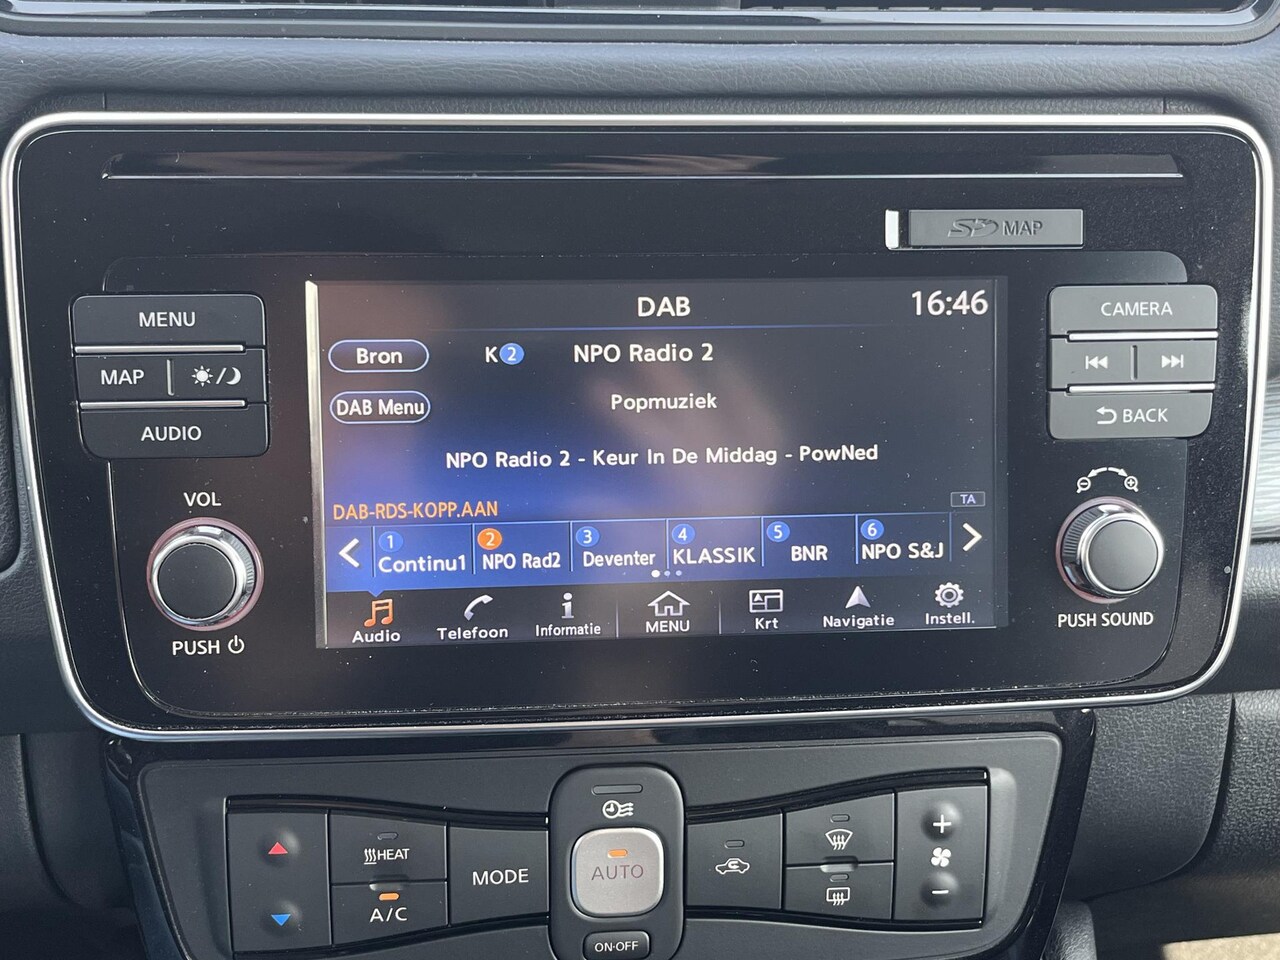 SD MAP
MENU
MAP
AUDIO
VOL
PUSH
DAB
16:46
Bron
K 2
NPO Radio 2
DAB Menu
Popmuziek
NPO Radio 2 - Keur In De Middag - PowNed
DAB-RDS-KOPP.AAN
TA
1 Continu1
2 NPO Rad2
3 Deventer
4 KLASSIK
5 BNR
6 NPO S&J
Audio
Telefoon
Informatie
MENU
Krt
Navigatie
Instell.
CAMERA
BACK
PUSH SOUND
HEAT
A/C
MODE
AUTO
ON·OFF